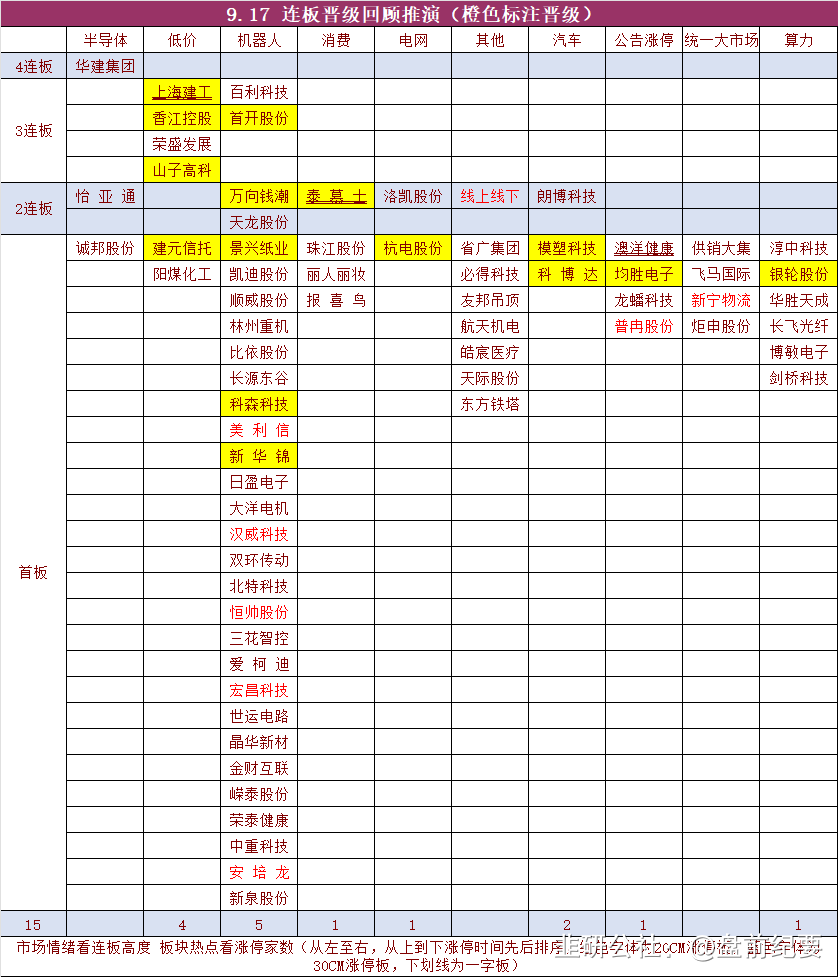 9.17 连板晋级回顾推演（橙色标注晋级）
半导体 低价 机器人 消费 电网 其他 汽车 公告涨停 统一大市场 算力
4连板 华建集团
上海建工 百利科技
香江控股 首开股份
3连板
荣盛发展
山子高科
怡亚通 万向钱潮 泰慕士 洛凯股份 线上线下 朗博科技
2连板
天龙股份
诚邦股份 建元信托 景兴纸业 珠江股份 杭电股份 省广集团 模塑科技 澳洋健康 供销大集 淳中科技
阳煤化工 凯迪股份 丽人丽妆 必得科技 科博达 均胜电子 飞马国际 银轮股份
顺威股份 报喜鸟 友邦吊顶 龙蟠科技 新宁物流 华胜天成
林州重机 航天机电 普冉股份 炬申股份 长飞光纤
比依股份 皓宸医疗 博敏电子
长源东谷 天际股份 剑桥科技
科森科技 东方铁塔
美利信
新华锦
日盈电子
大洋电机
汉威科技
双环传动
首板
北特科技
恒帅股份
三花智控
爱柯迪
宏昌科技
世运电路
晶华新材
金财互联
嵘泰股份
荣泰健康
中重科技
安培龙
新泉股份
15 4 5 1 1 2 1 1
市场情绪看连板高度 板块热点看涨停家数（从左至右，从上到下涨停时间先后排序
30CM涨停板，下划线为一字板）
韭研公社：@盘前纪要